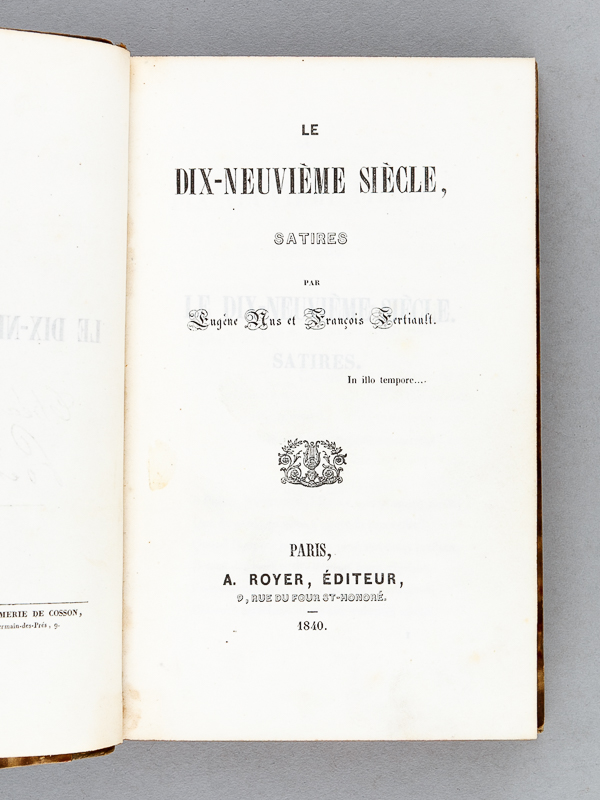 LE
DIX-NEUVIÈME SIÈCLE,
SATIRES
PAR
Eugène Nus et François Fertiault.
In illo tempore....
PARIS,
A. ROYER, ÉDITEUR,
9, RUE DU FOUR ST-HONORÉ.
1840.
MERIE DE COSSON,
ermain-des-Prés, 9.